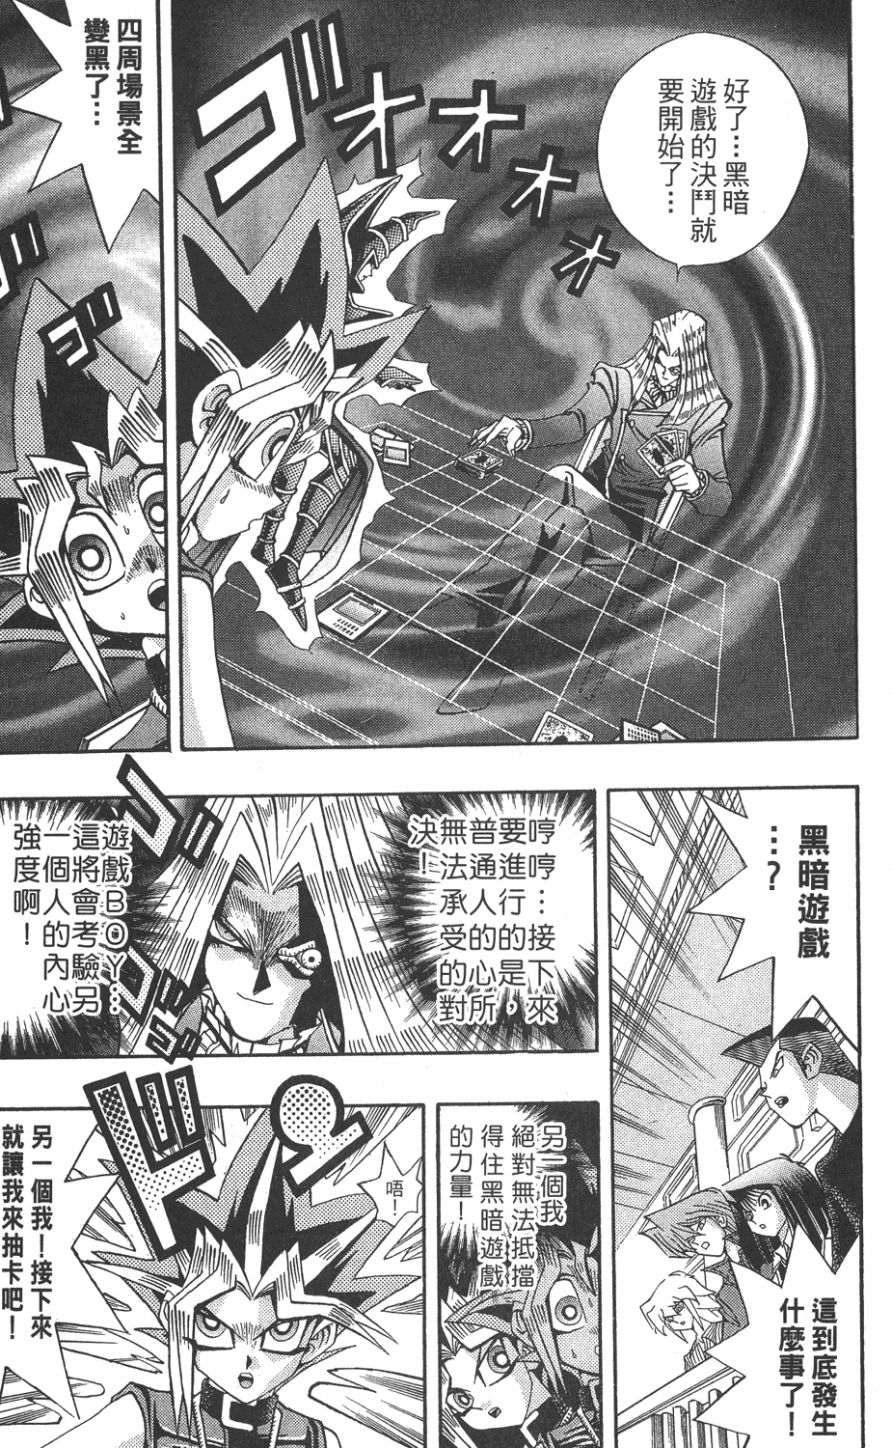 好了…黑暗
遊戲的決鬥就
要開始了…
ゴオオオオ
四周場景全
變黑了…
黑暗遊戲
…?
這到底發生
什麼事了!
哼哼…接下來
要進行的是,
普通人的心所
無法承受的對
決!
遊戲BOY…
這將會考驗另
一個人的內心
強度啊!
另一個我
絕對無法抵擋
得住黑暗遊戲
的力量!
唔!
另一個我!接下來
就讓我來抽卡吧!